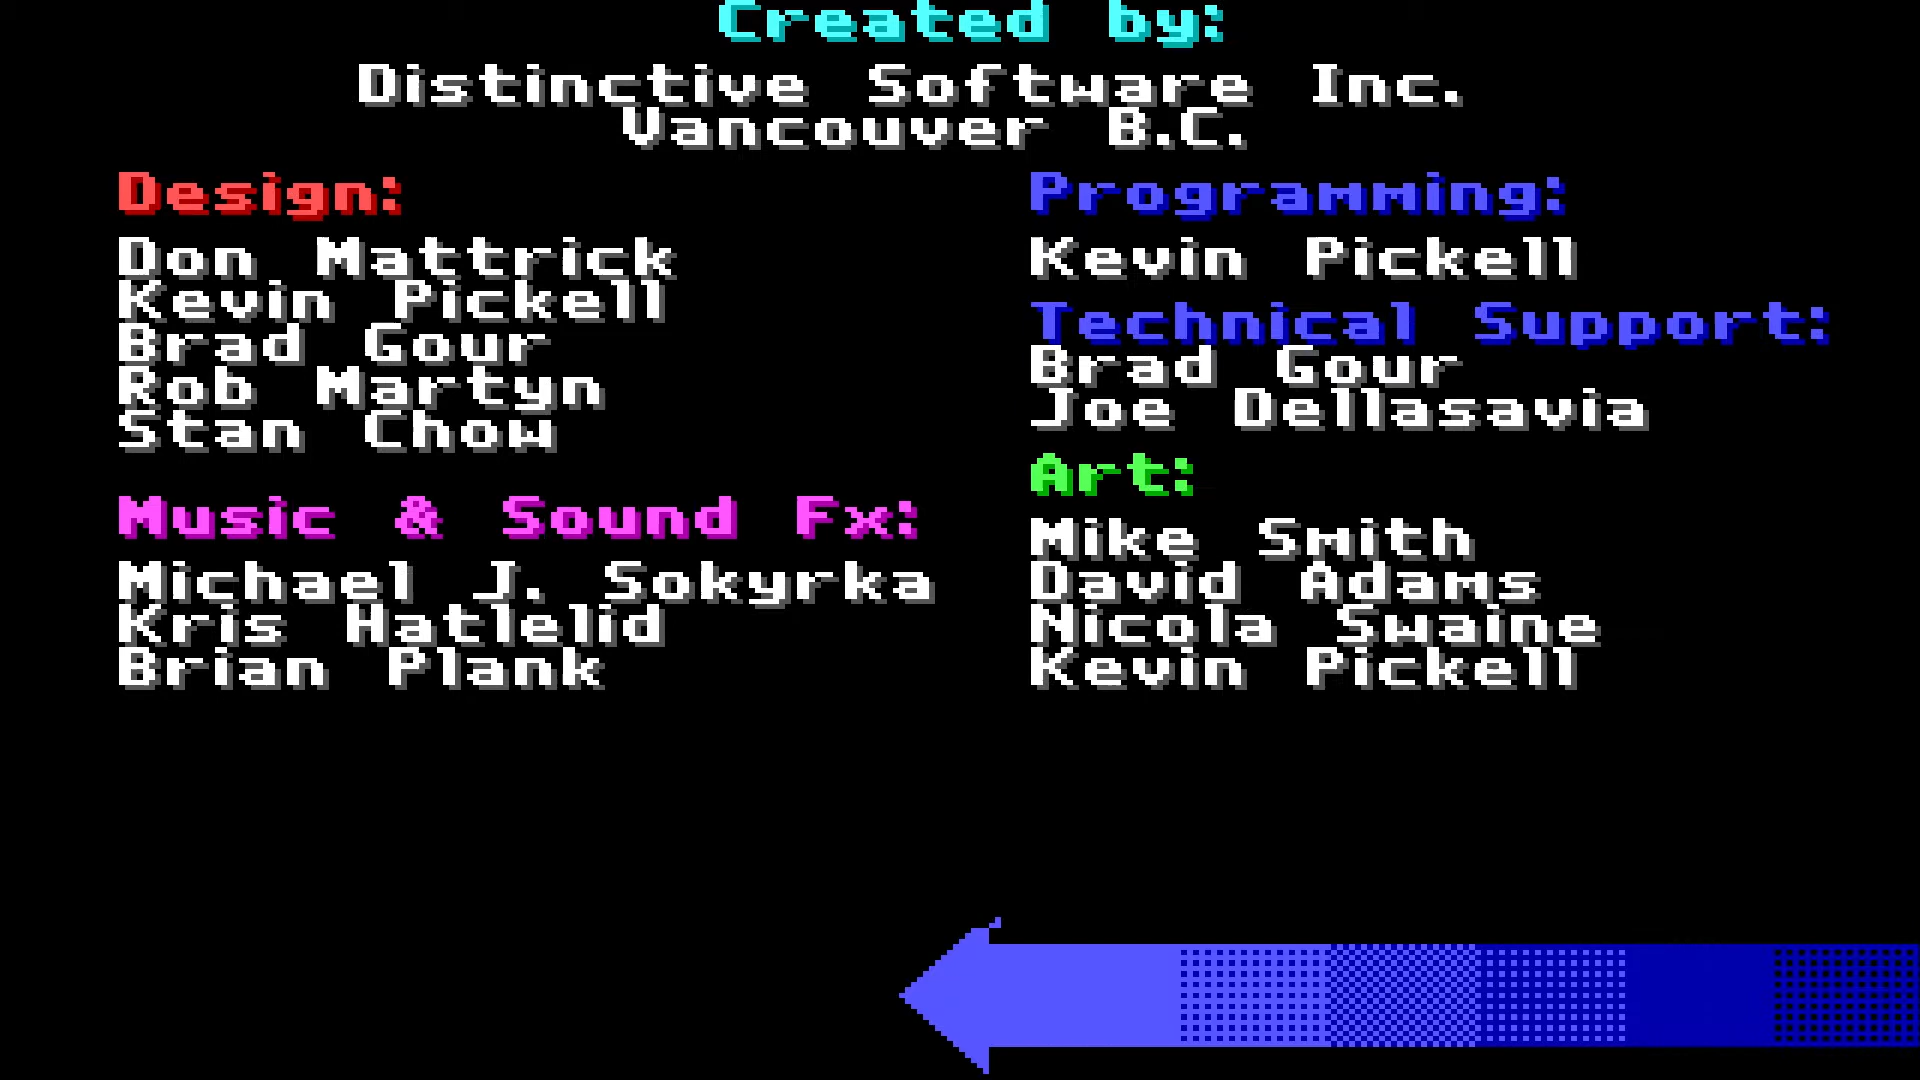 Created by:
Distinctive Software Inc.
Vancouver B.C.
Design:
Don Mattrick
Kevin Pickell
Brad Gour
Rob Martyn
Stan Chow
Music & Sound Fx:
Michael J. Sokyrka
Kris Hatlelid
Brian Plank
Programming:
Kevin Pickell
Technical Support:
Brad Gour
Joe Dellasavia
Art:
Mike Smith
David Adams
Nicola Swaine
Kevin Pickell